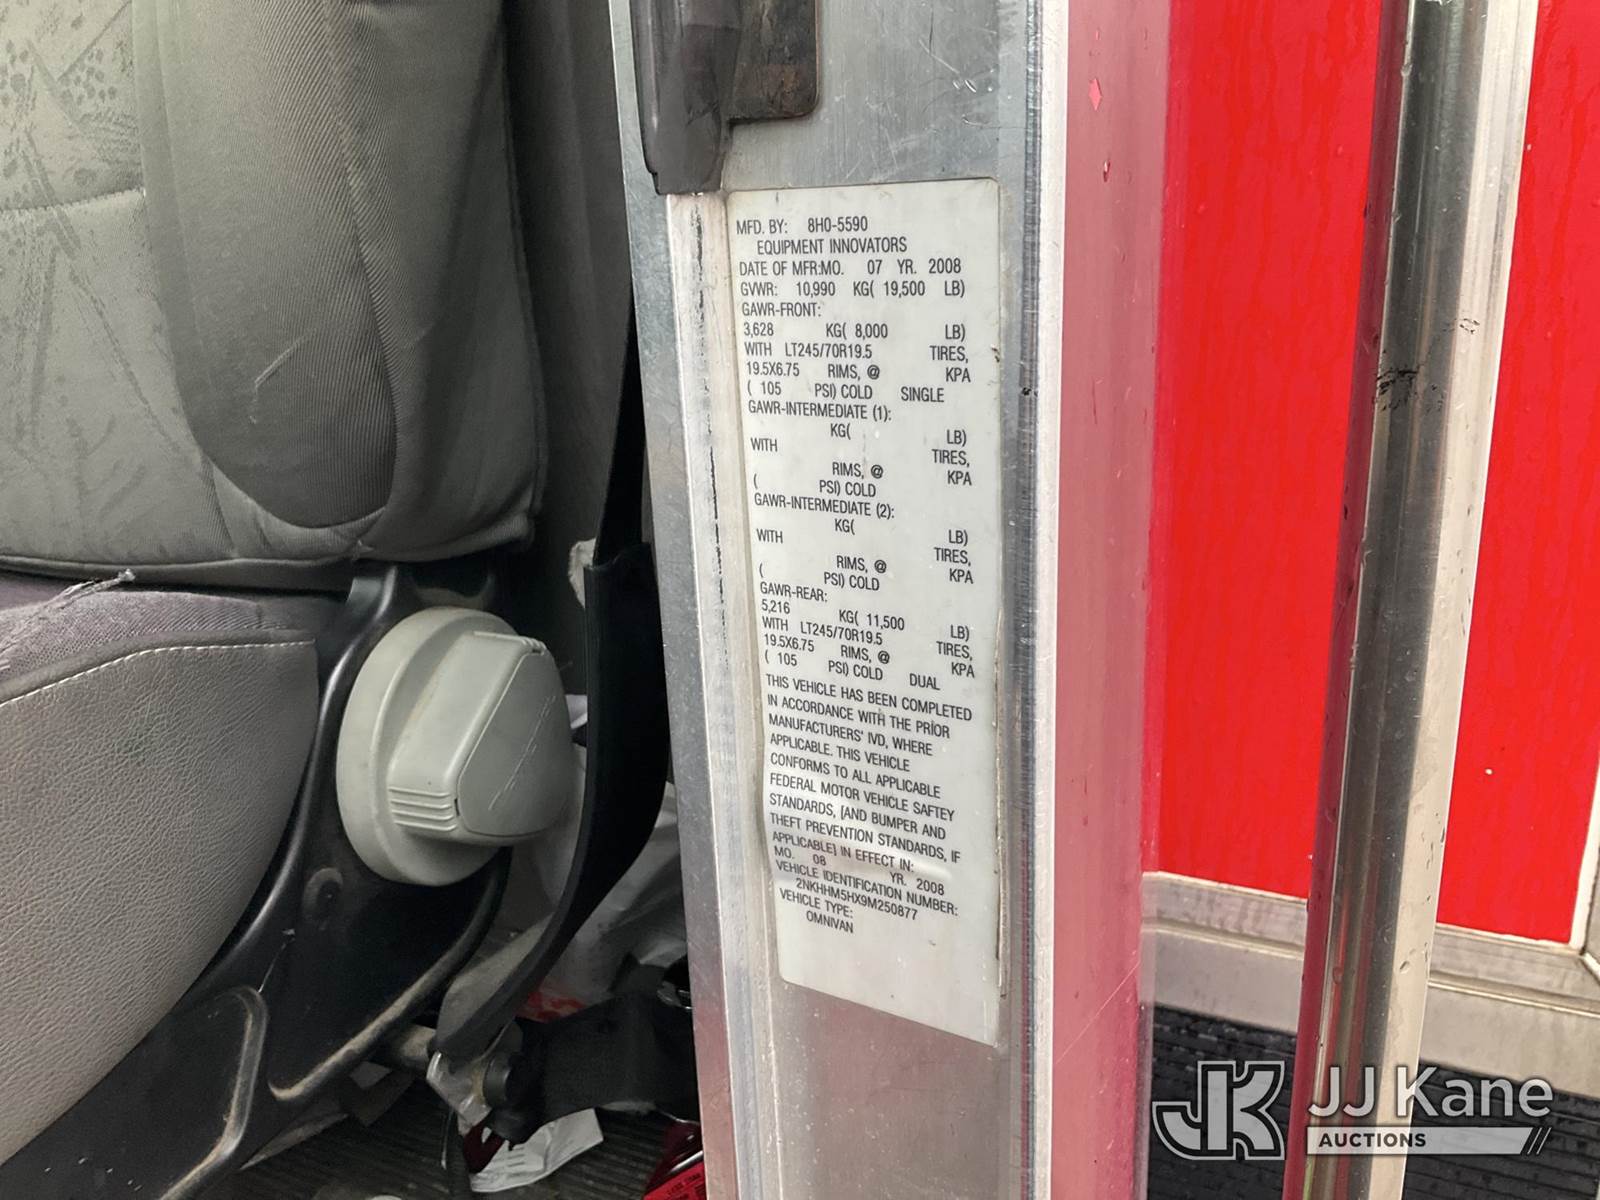 MFD. BY: 8H0-5590
EQUIPMENT INNOVATORS
DATE OF MFR:MO. 07 YR. 2008
GVWR: 10,990 KG( 19,500 LB)
GAWR-FRONT:
3,628 KG( 8,000 LB)
WITH LT245/70R19.5 TIRES,
19.5X6.75 RIMS, @ KPA
( 105 PSI) COLD SINGLE
GAWR-INTERMEDIATE (1):
KG( LB)
WITH TIRES,
RIMS, @ KPA
( PSI) COLD
GAWR-INTERMEDIATE (2):
KG( LB)
WITH TIRES,
RIMS, @ KPA
( PSI) COLD
GAWR-REAR:
5,216 KG( 11,500 LB)
WITH LT245/70R19.5 TIRES,
19.5X6.75 RIMS, @ KPA
( 105 PSI) COLD DUAL
THIS VEHICLE HAS BEEN COMPLETED
IN ACCORDANCE WITH THE PRIOR
MANUFACTURERS' IVD, WHERE
APPLICABLE. THIS VEHICLE
CONFORMS TO ALL APPLICABLE
FEDERAL MOTOR VEHICLE SAFTEY
STANDARDS, [AND BUMPER AND
THEFT PREVENTION STANDARDS, IF
APPLICABLE] IN EFFECT IN:
MO. 08 YR. 2008
VEHICLE IDENTIFICATION NUMBER:
2NKHHM5HX9M250877
VEHICLE TYPE:
OMNIVAN
JK JJ Kane
AUCTIONS